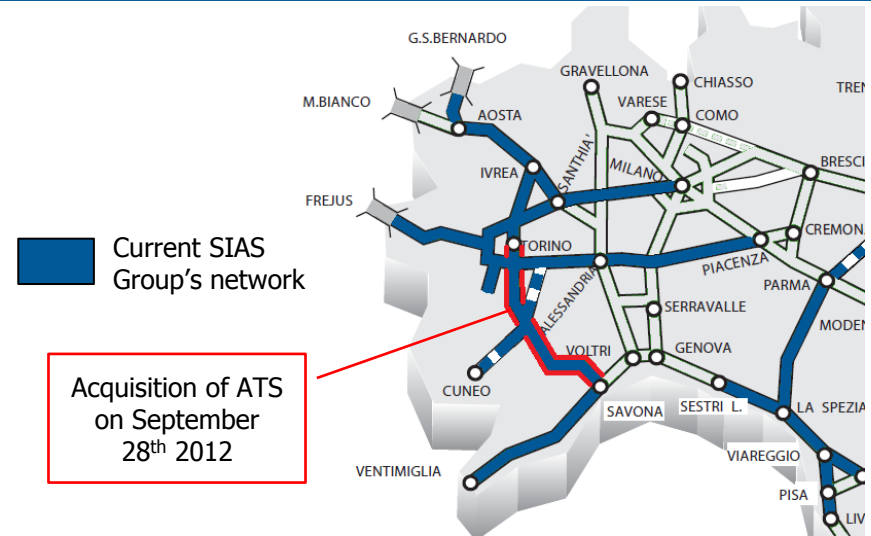 G.S.BERNARDO
GRAVELLONA
CHIASSO
TREN
M.BIANCO
VARESE
COMO
AOSTA
SANTHIA'
MILANO
BRESCI
IVREA
FREJUS
CREMONA
TORINO
Current SIAS
Group's network
PIACENZA
PARMA
ALESSANDRIA
SERRAVALLE
MODEN
VOLTRI
GENOVA
Acquisition of ATS
on September
28th 2012
CUNEO
SAVONA
SESTRI L.
LA SPEZIA
VIAREGGIO
VENTIMIGLIA
PISA
LIV